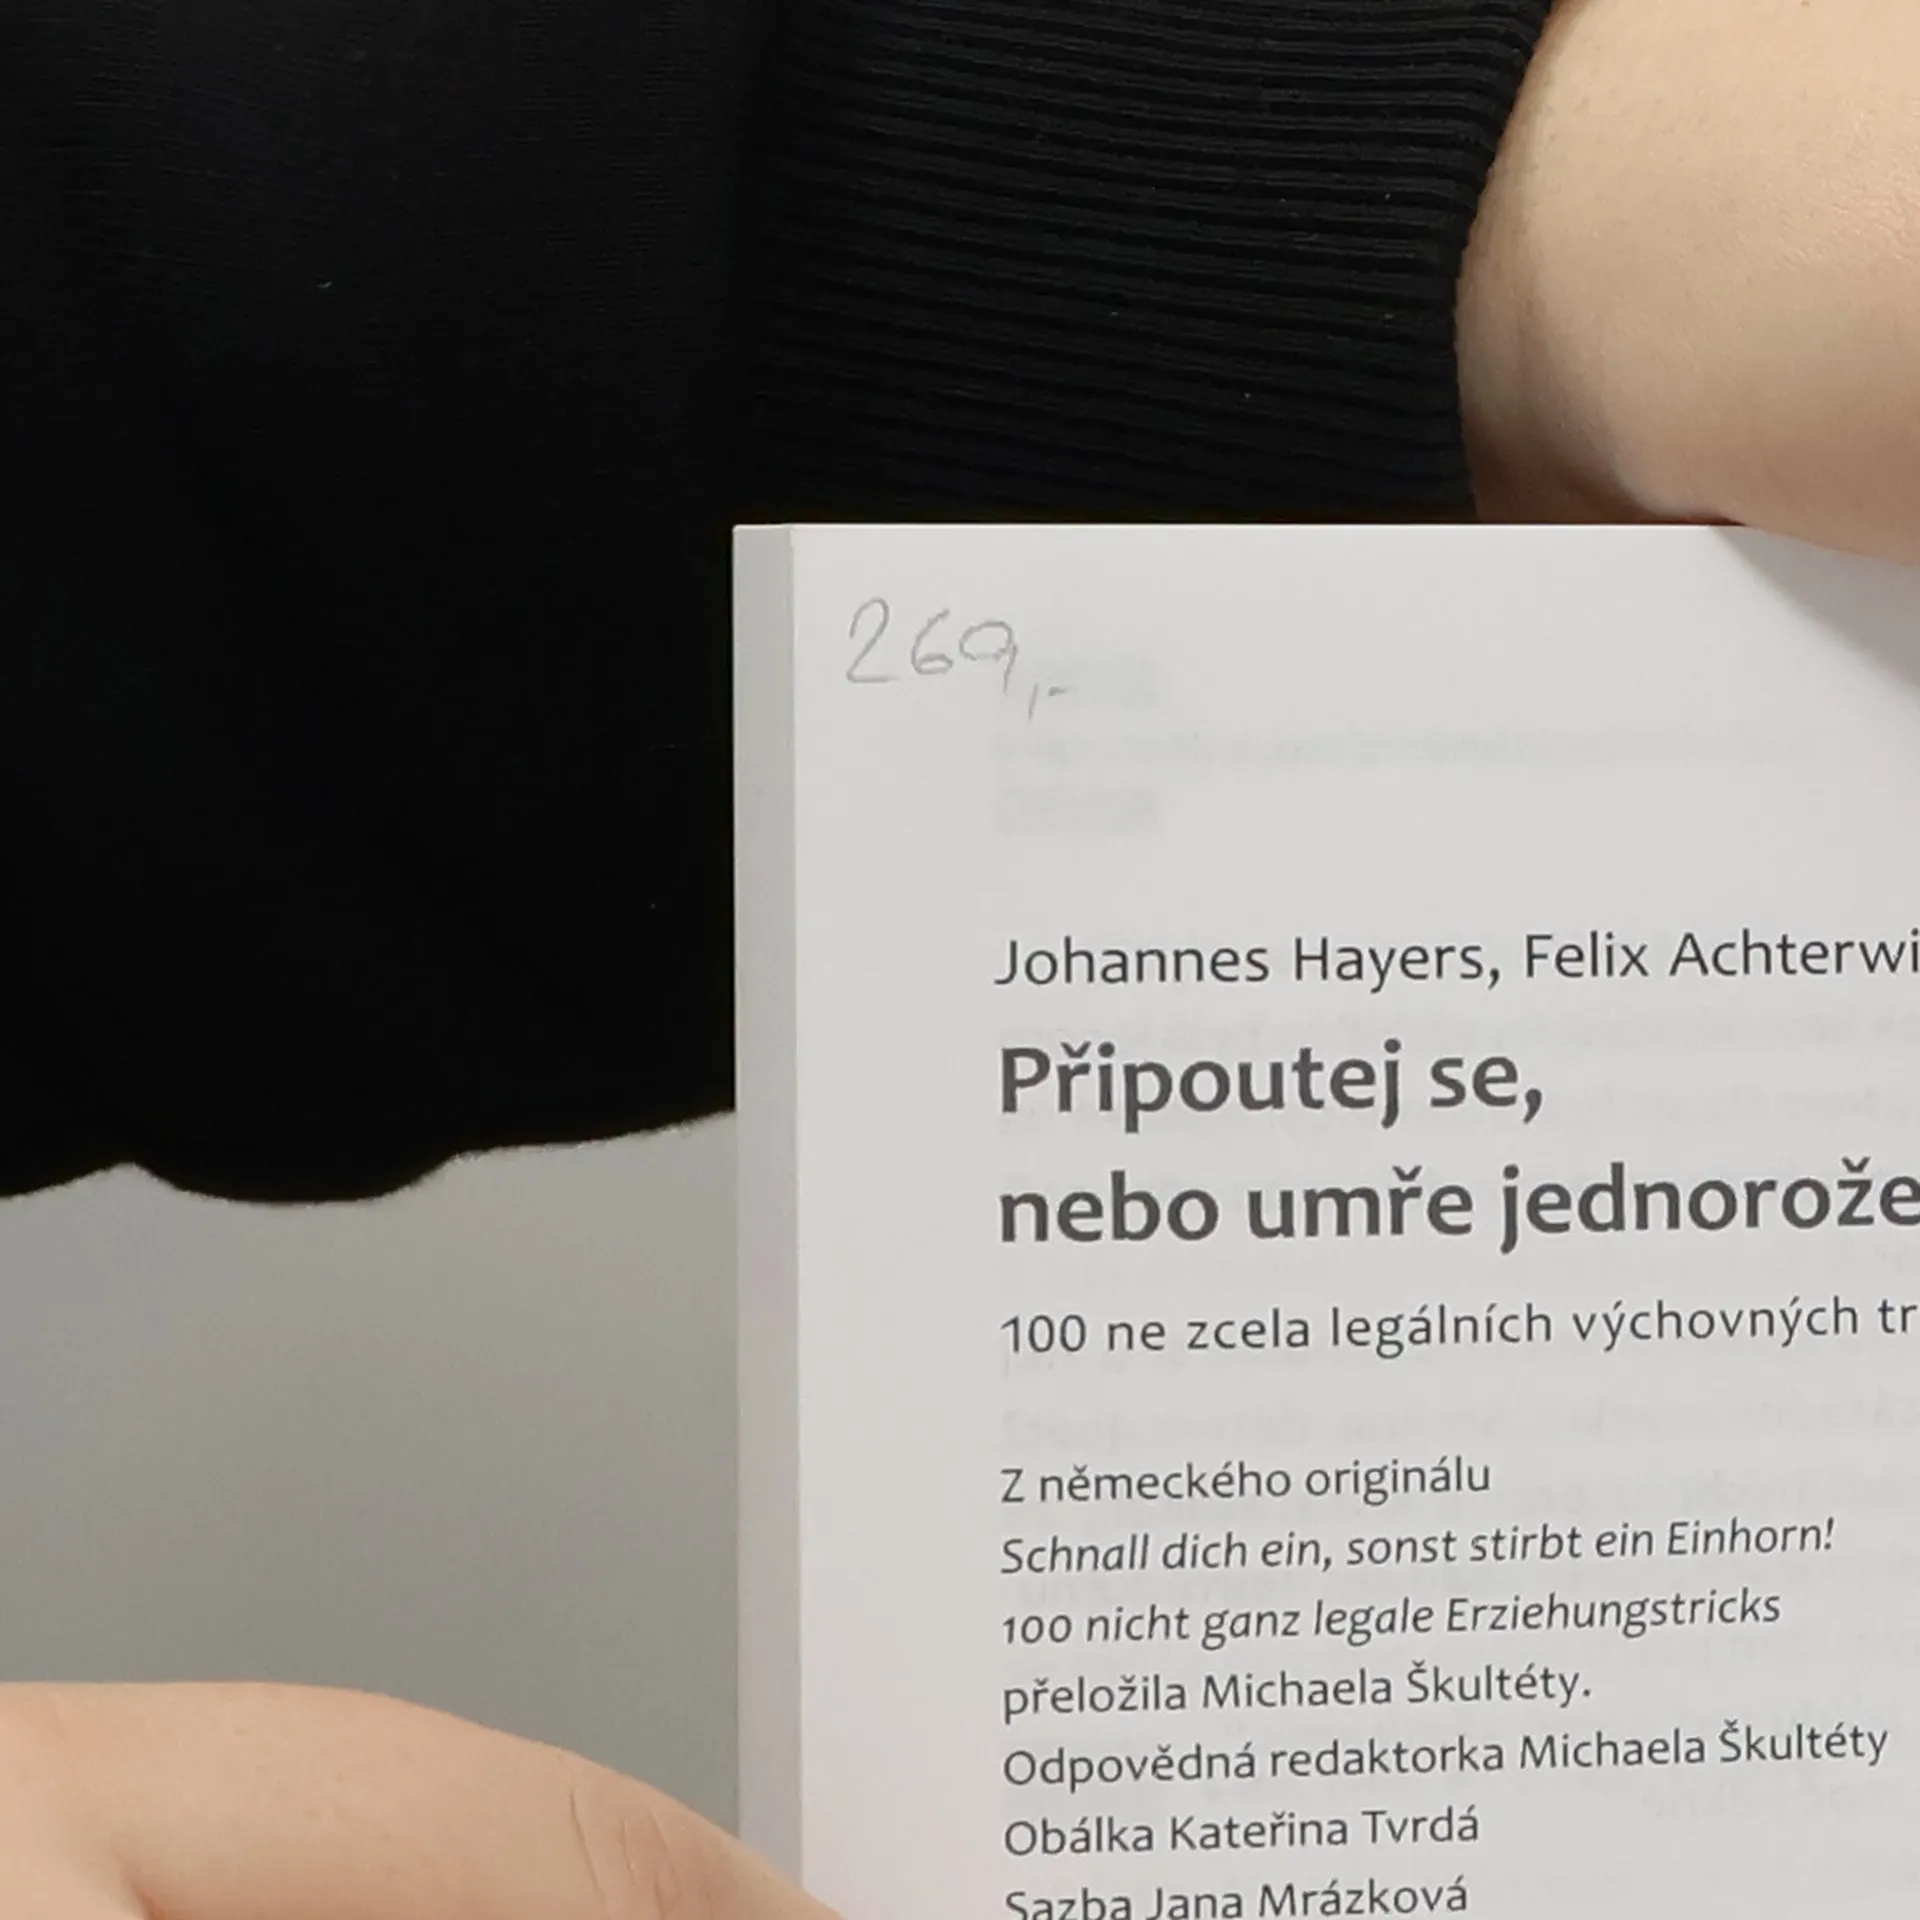 269,-
Johannes Hayers, Felix Achterwi
Připoutej se,
nebo umře jednorože
100 ne zcela legálních výchovných tr
Z německého originálu
Schnall dich ein, sonst stirbt ein Einhorn!
100 nicht ganz legale Erziehungstricks
přeložila Michaela Škultéty.
Odpovědná redaktorka Michaela Škultéty
Obálka Kateřina Tvrdá
Sazba Jana Mrázková